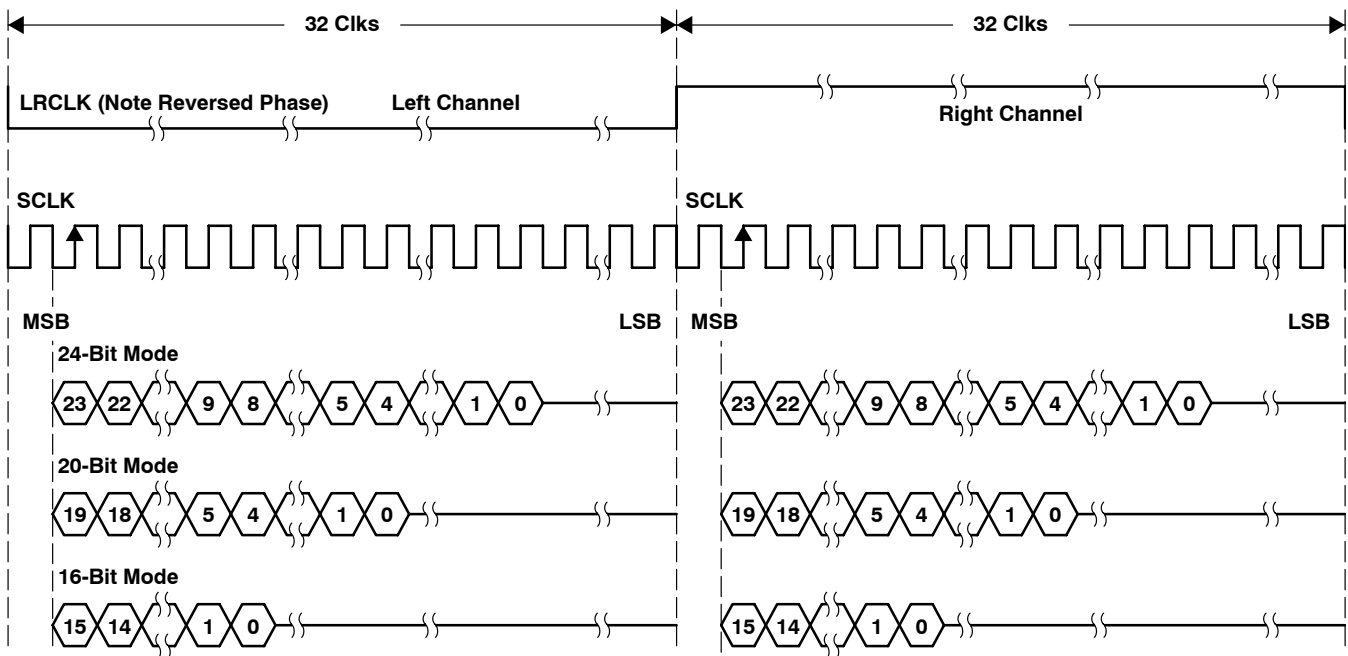 32 Clks 32 Clks
LRCLK (Note Reversed Phase) Left Channel
Right Channel
SCLK SCLK
MSB LSB MSB LSB
24-Bit Mode
23 22 9 8 5 4 1 0 23 22 9 8 5 4 1 0
20-Bit Mode
19 18 5 4 1 0 19 18 5 4 1 0
16-Bit Mode
15 14 1 0 15 14 1 0